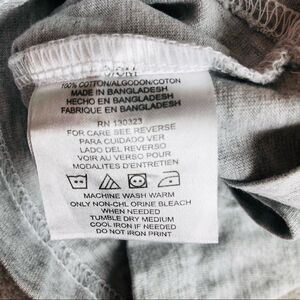 100% COTTON/ALGODON/COTON
MADE IN BANGLADESH
HECHO EN BANGLADESH
FABRIQUE EN BANGLADESH
RN 130323
FOR CARE SEE REVERSE
PARA CUIDADO VER
LADO DEL REVERSO
VOIR AU VERSO POUR
MODALITES D'ENTRETIEN
MACHINE WASH WARM
ONLY NON-CHL ORINE BLEACH
WHEN NEEDED
TUMBLE DRY MEDIUM
COOL IRON IF NEEDED
DO NOT IRON PRINT